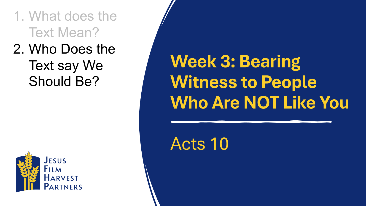 1. What does the
Text Mean?
2. Who Does the
Text say We
Should Be?
Week 3: Bearing
Witness to People
Who Are NOT Like You
Acts 10
JESUS
FILM
HARVEST
PARTNERS